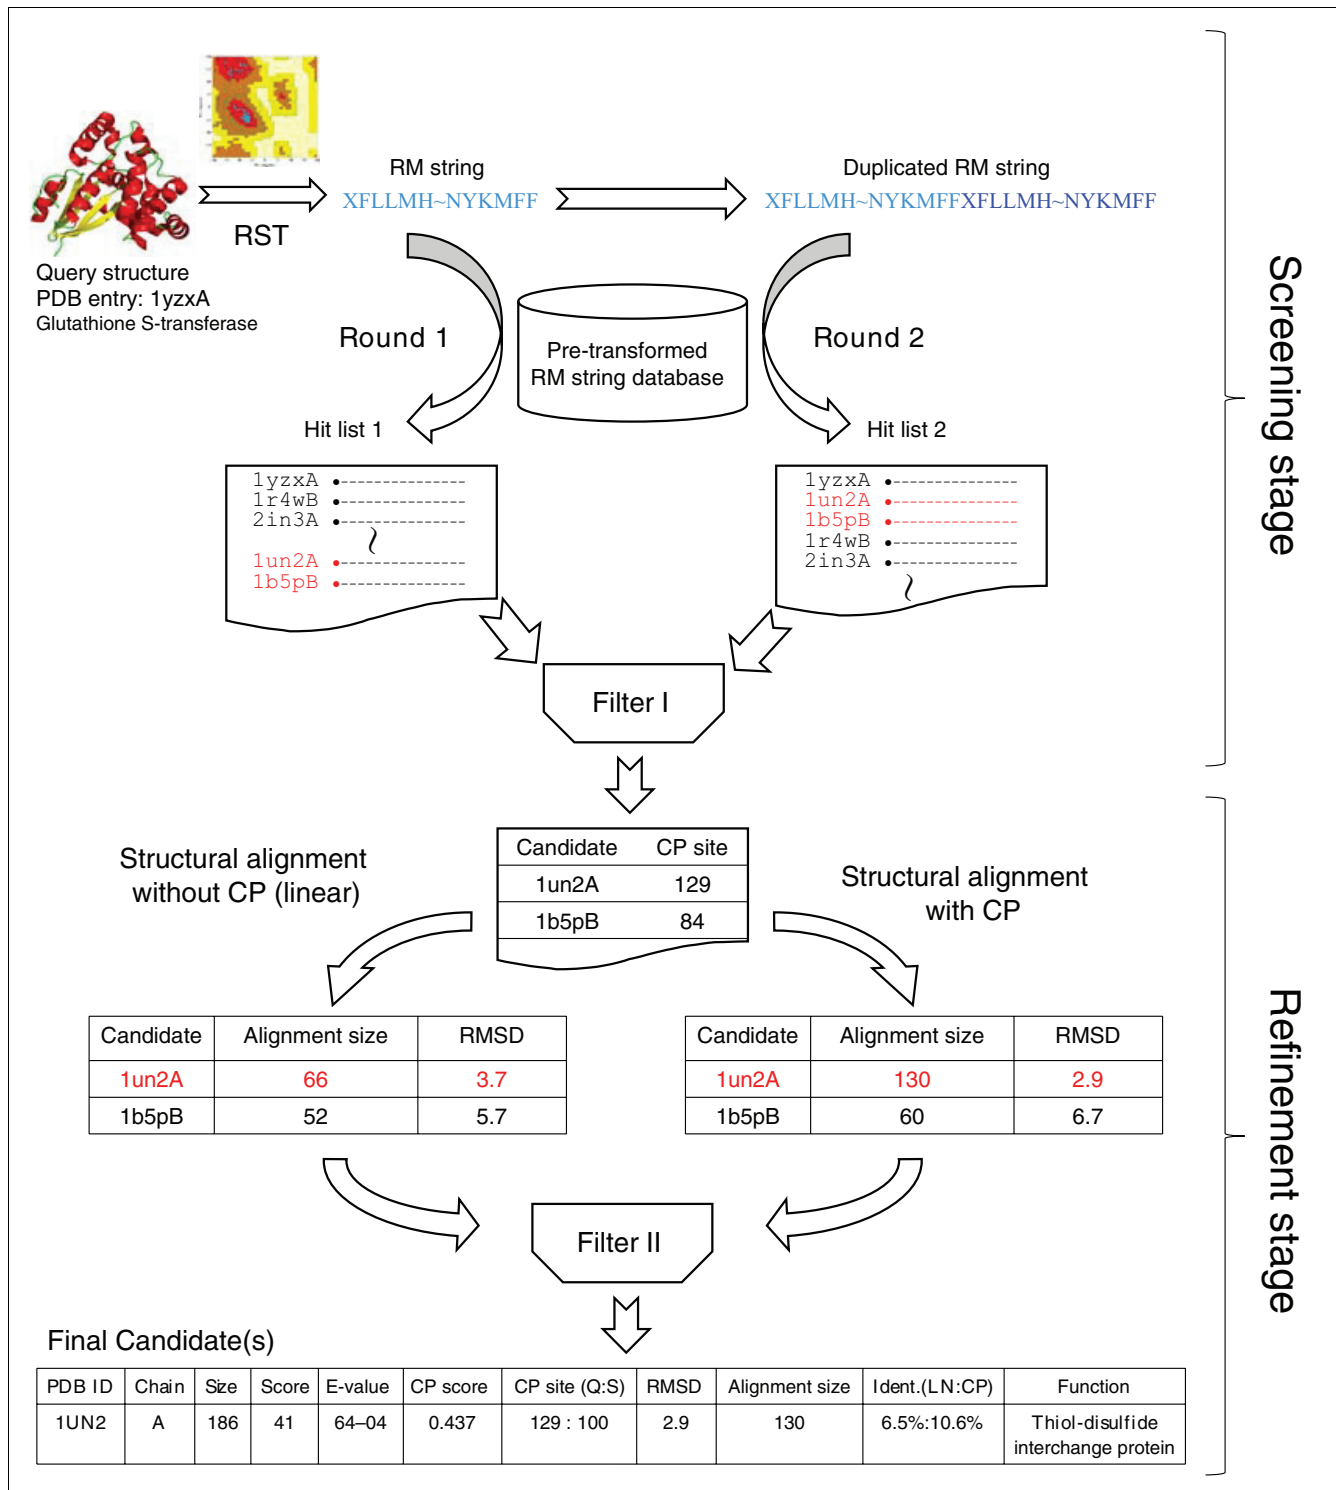 RM string
Duplicated RM string
XFLLMH~NYKMFF
XFLLMH~NYKMFFXFLLMH~NYKMFF
RST
Query structure
PDB entry: 1yzxA
Glutathione S-transferase
Round 1
Pre-transformed
RM string database
Round 2
Hit list 1
Hit list 2
1yzxA
1r4wB
2in3A
1un2A
1b5pB
1yzxA
1un2A
1b5pB
1r4wB
2in3A
Filter I
Screening stage
Candidate CP site
1un2A 129
1b5pB 84
Structural alignment
without CP (linear)
Structural alignment
with CP
Candidate Alignment size RMSD
1un2A 66 3.7
1b5pB 52 5.7
Candidate Alignment size RMSD
1un2A 130 2.9
1b5pB 60 6.7
Filter II
Refinement stage
Final Candidate(s)
PDB ID Chain Size Score E-value CP score CP site (Q:S) RMSD Alignment size Ident.(LN:CP) Function
1UN2 A 186 41 64–04 0.437 129 : 100 2.9 130 6.5%:10.6% Thiol-disulfide
interchange protein